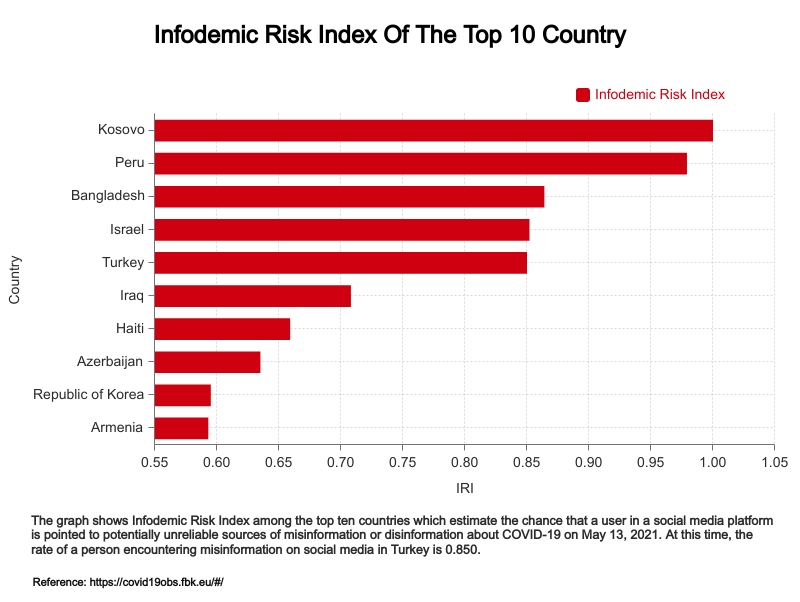 Infodemic Risk Index Of The Top 10 Country
Infodemic Risk Index
Kosovo
Peru
Bangladesh
Israel
Turkey
Iraq
Haiti
Azerbaijan
Republic of Korea
Armenia
Country
0.55 0.60 0.65 0.70 0.75 0.80 0.85 0.90 0.95 1.00 1.05
IRI
The graph shows Infodemic Risk Index among the top ten countries which estimate the chance that a user in a social media platform
is pointed to potentially unreliable sources of misinformation or disinformation about COVID-19 on May 13, 2021. At this time, the
rate of a person encountering misinformation on social media in Turkey is 0.850.
Reference: https://covid19obs.fbk.eu/#/